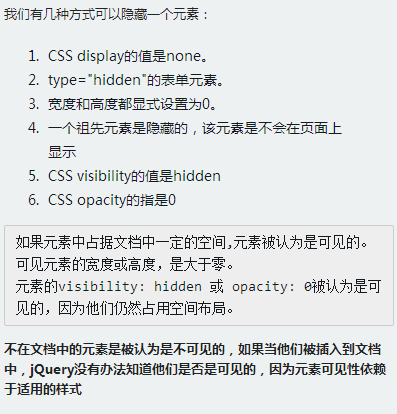 我们有几种方式可以隐藏一个元素：
1. CSS display的值是none。
2. type="hidden"的表单元素。
3. 宽度和高度都显式设置为0。
4. 一个祖先元素是隐藏的，该元素是不会在页面上
显示
5. CSS visibility的值是hidden
6. CSS opacity的指是0
如果元素中占据文档中一定的空间,元素被认为是可见的。
可见元素的宽度或高度，是大于零。
元素的visibility: hidden 或 opacity: 0被认为是可
见的，因为他们仍然占用空间布局。
不在文档中的元素是被认为是不可见的，如果当他们被插入到文档
中，jQuery没有办法知道他们是否是可见的，因为元素可见性依赖
于适用的样式